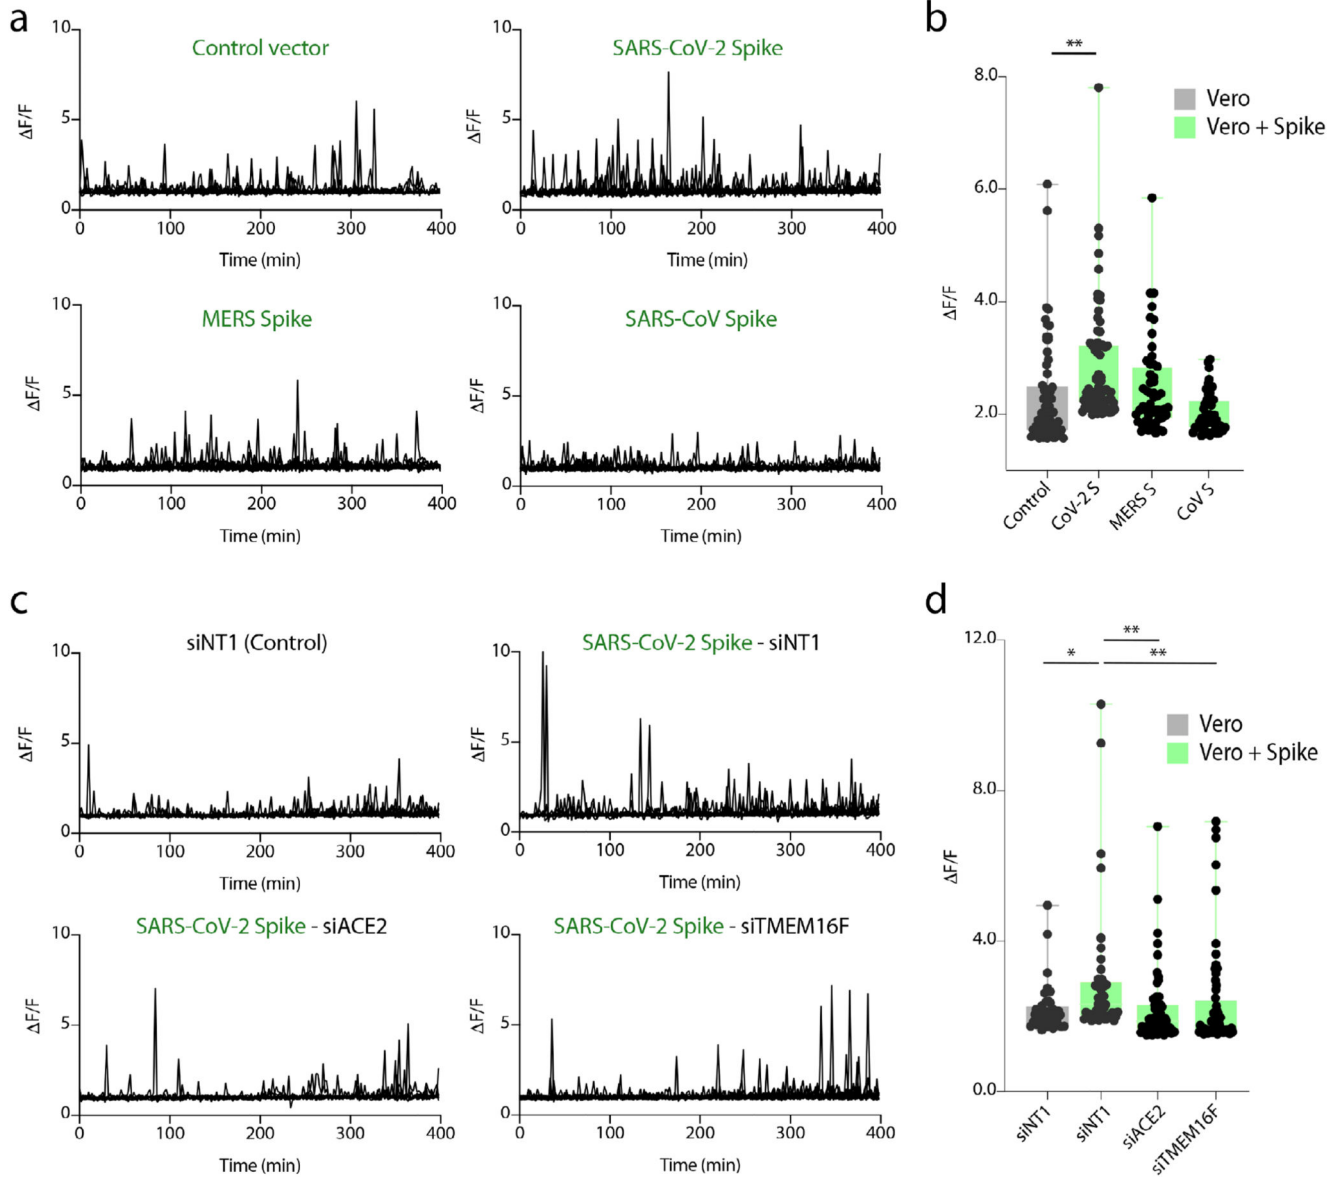 a
Control vector
10
5
0
ΔF/F
0 100 200 300 400
Time (min)
SARS-CoV-2 Spike
10
5
0
ΔF/F
0 100 200 300 400
Time (min)
MERS Spike
10
5
0
ΔF/F
0 100 200 300 400
Time (min)
SARS-CoV Spike
10
5
0
ΔF/F
0 100 200 300 400
Time (min)
b
**
8.0
6.0
4.0
2.0
ΔF/F
Vero
Vero + Spike
Control
CoV-2 S
MERS S
CoV S
c
siNT1 (Control)
10
5
0
ΔF/F
0 100 200 300 400
Time (min)
SARS-CoV-2 Spike - siNT1
10
5
0
ΔF/F
0 100 200 300 400
Time (min)
SARS-CoV-2 Spike - siACE2
10
5
0
ΔF/F
0 100 200 300 400
Time (min)
SARS-CoV-2 Spike - siTMEM16F
10
5
0
ΔF/F
0 100 200 300 400
Time (min)
d
**
* **
12.0
8.0
4.0
0.0
ΔF/F
Vero
Vero + Spike
siNT1
siNT1
siACE2
siTMEM16F